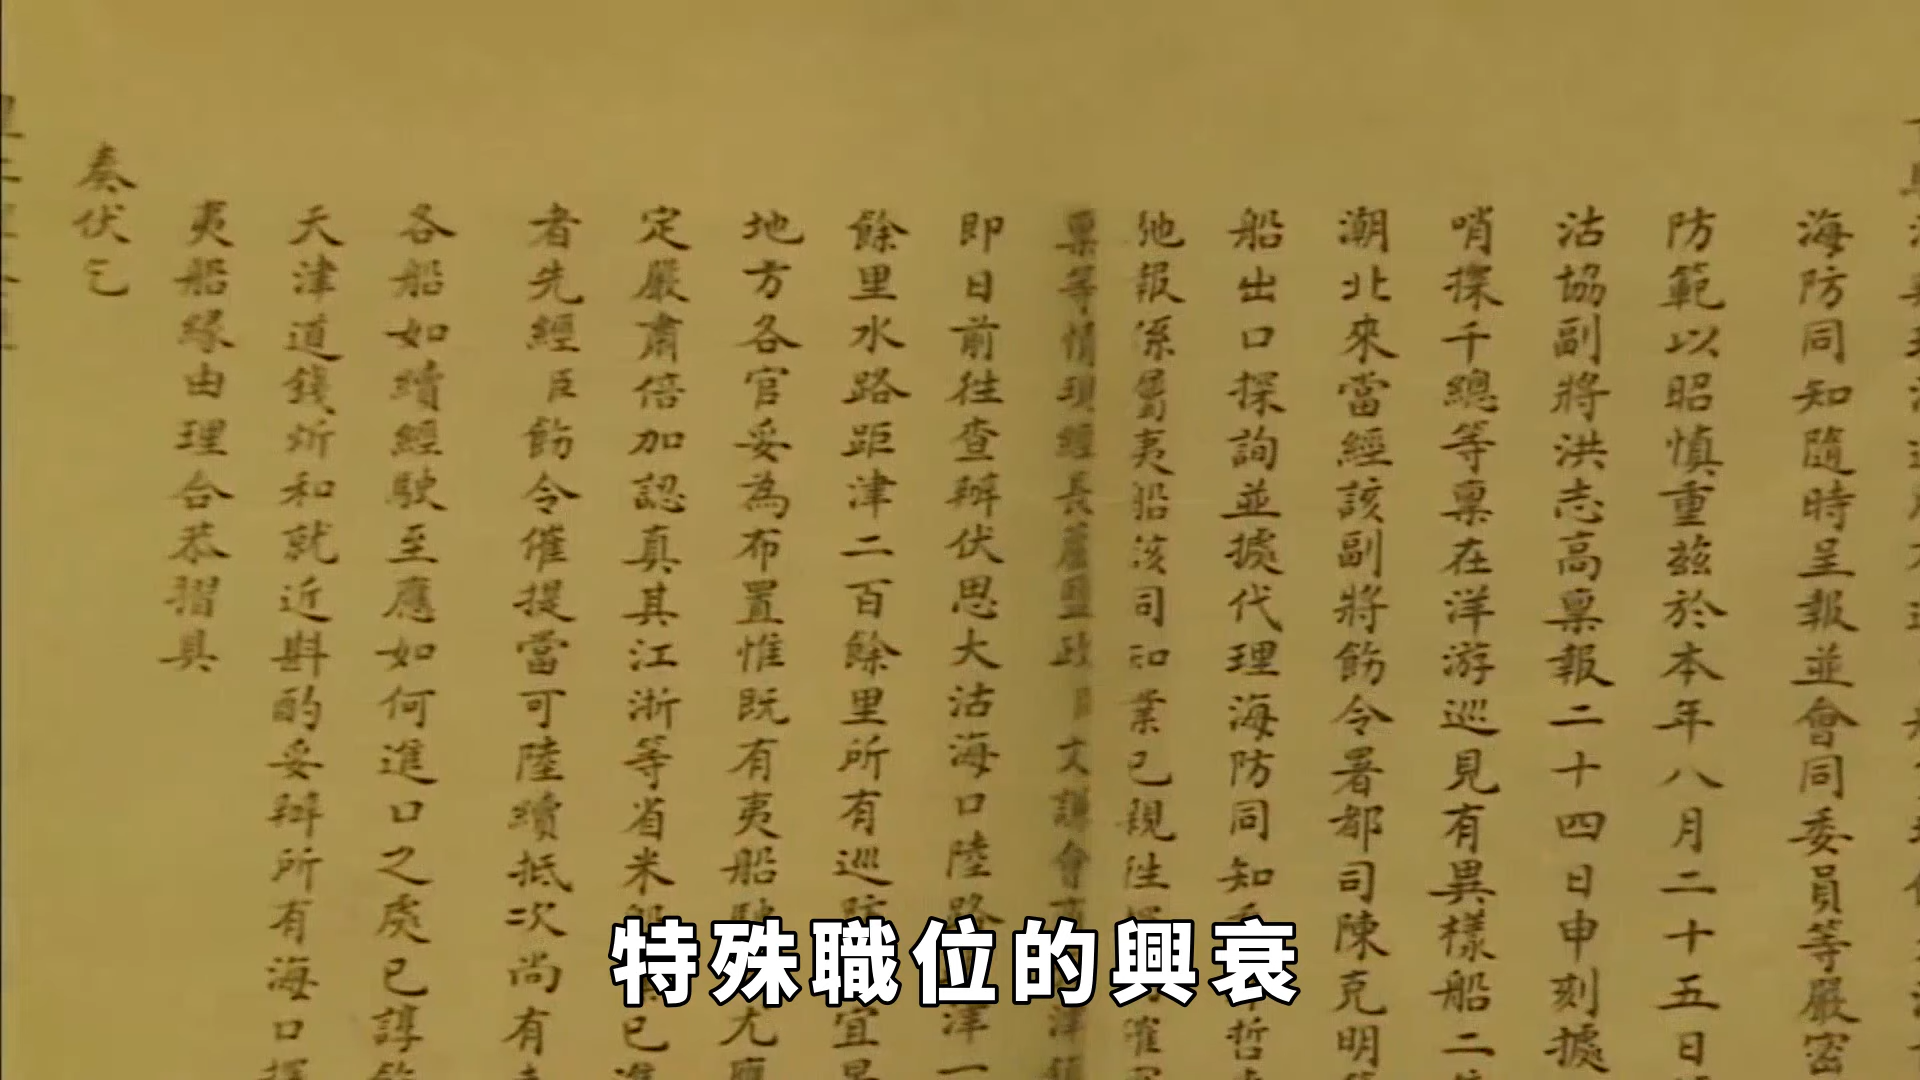 海防同知隨時呈報並會同委員等嚴密
防範以昭慎重茲於本年八月二十五日
沽協副將洪志高稟報二十四日申刻據
哨探千總等稟在洋游巡見有異樣船二
潮北來當經該副將飭令署都司陳克明
船出口探詢並據代理海防同知
他報係屬夷船該司知業已親往
稟等情瑣經長蘆鹽政
即日前往查辦伏思大沽海口陸路
餘里水路距津二百餘里所有巡防
地方各官妥為布置惟既有夷船駛
定嚴肅倍加認真其江浙等省米船
者先經臣飭令催提當可陸續抵次尚有
各船如續經駛至應如何進口之處已諄飭
天津道錢炘和就近斟酌妥辦所有海口探
夷船緣由理合恭摺具
奏伏乞
特殊職位的興衰